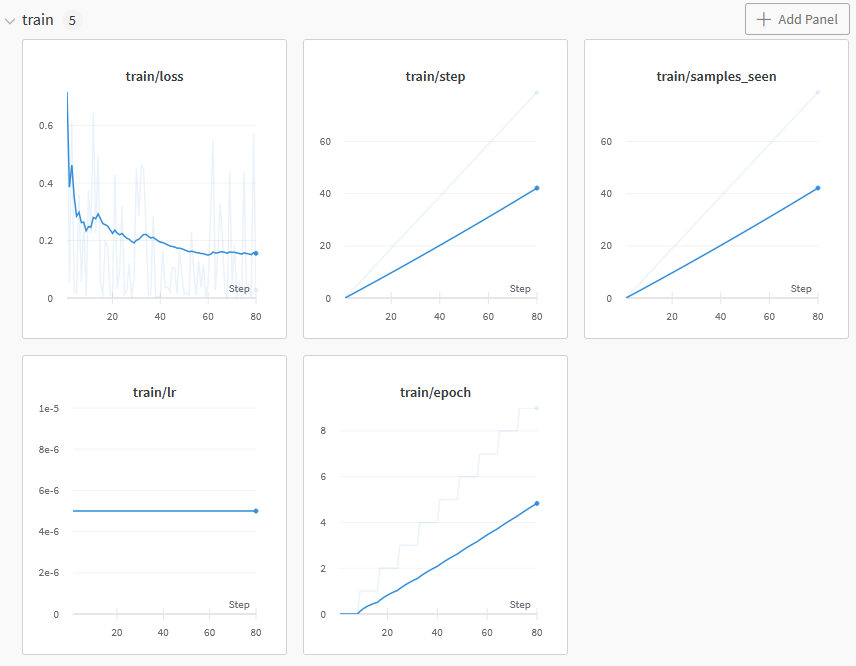 train 5
Add Panel
train/loss
0.6
0.4
0.2
0
Step
20 40 60 80
train/step
60
40
20
0
Step
20 40 60 80
train/samples_seen
60
40
20
0
Step
20 40 60 80
train/lr
1e-5
8e-6
6e-6
4e-6
2e-6
0
Step
20 40 60 80
train/epoch
8
6
4
2
0
Step
20 40 60 80